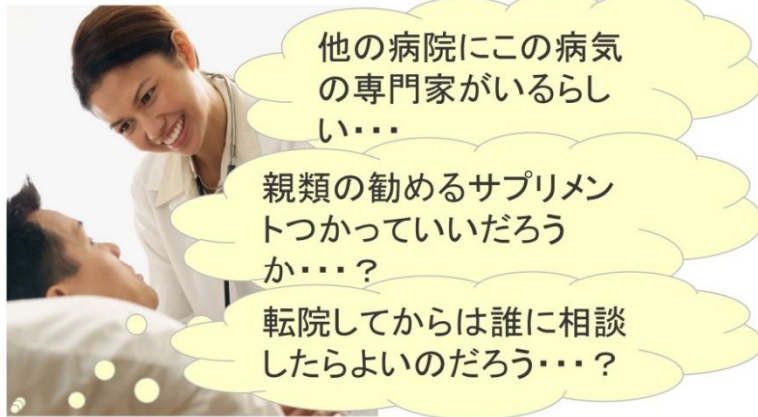 他の病院にこの病気
の専門家がいるらし
い・・・
親類の勧めるサプリメン
トつかっていいだろう
か・・・?
転院してからは誰に相談
したらよいのだろう・・・?